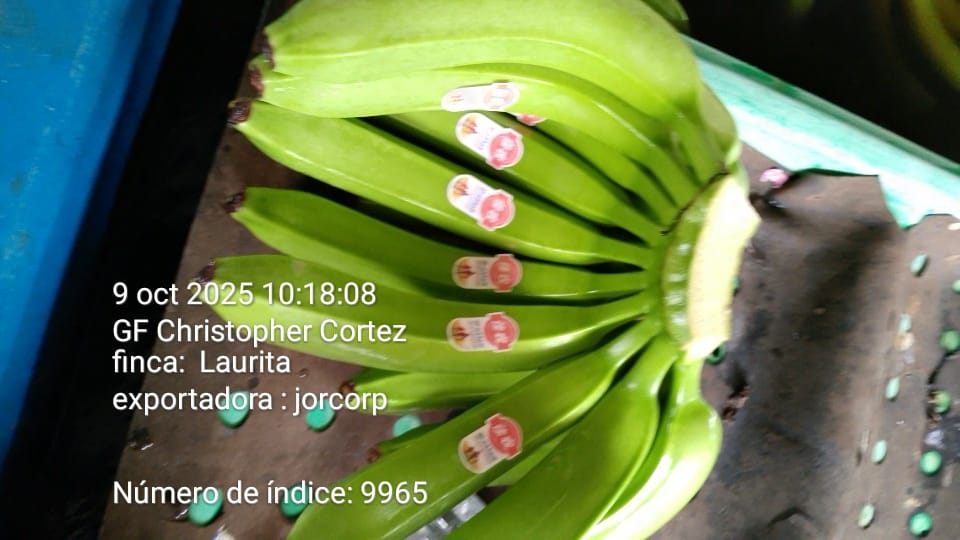 9 oct 2025 10:18:08
GF Christopher Cortez
finca: Laurita
exportadora : jorcorp
Número de índice: 9965